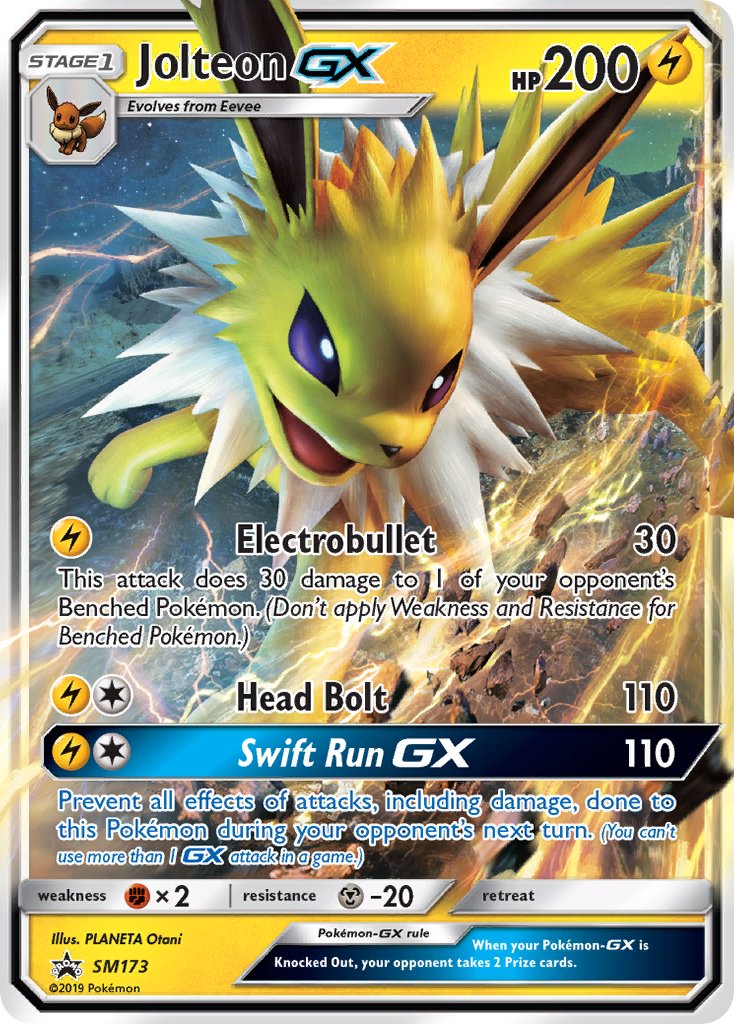 STAGE1
Jolteon GX
HP200
Evolves from Eevee
Electrobullet 30
This attack does 30 damage to 1 of your opponent's
Benched Pokémon. (Don't apply Weakness and Resistance for
Benched Pokémon.)
Head Bolt 110
Swift Run GX 110
Prevent all effects of attacks, including damage, done to
this Pokémon during your opponent's next turn. (You can't
use more than 1 GX attack in a game.)
weakness ×2 resistance -20 retreat
Illus. PLANETA Otani
Pokémon-GX rule
When your Pokémon-GX is
Knocked Out, your opponent takes 2 Prize cards.
PROMO SM173
©2019 Pokémon